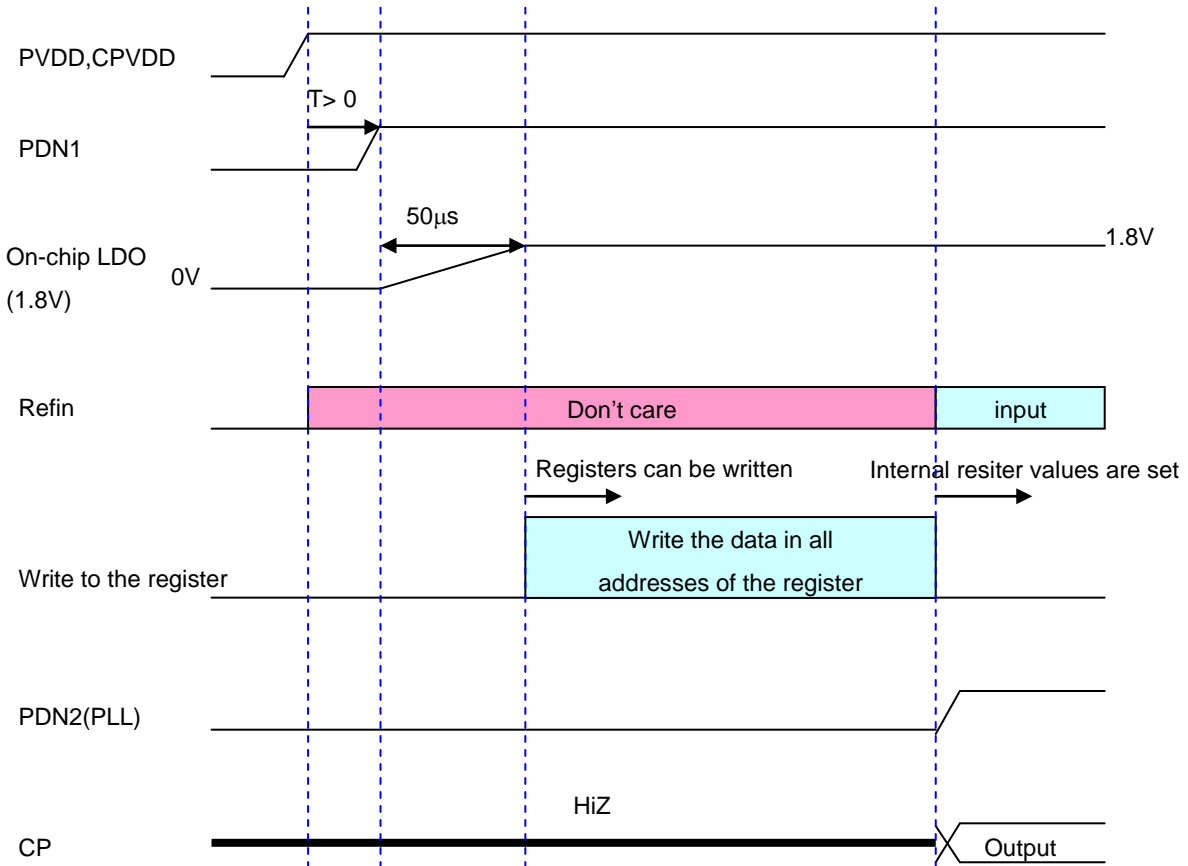 PVDD,CPVDD
T> 0
PDN1
50μs
1.8V
On-chip LDO
0V
(1.8V)
Refin
Don't care
input
Registers can be written
Internal resiter values are set
Write the data in all
addresses of the register
Write to the register
PDN2(PLL)
HiZ
CP
Output